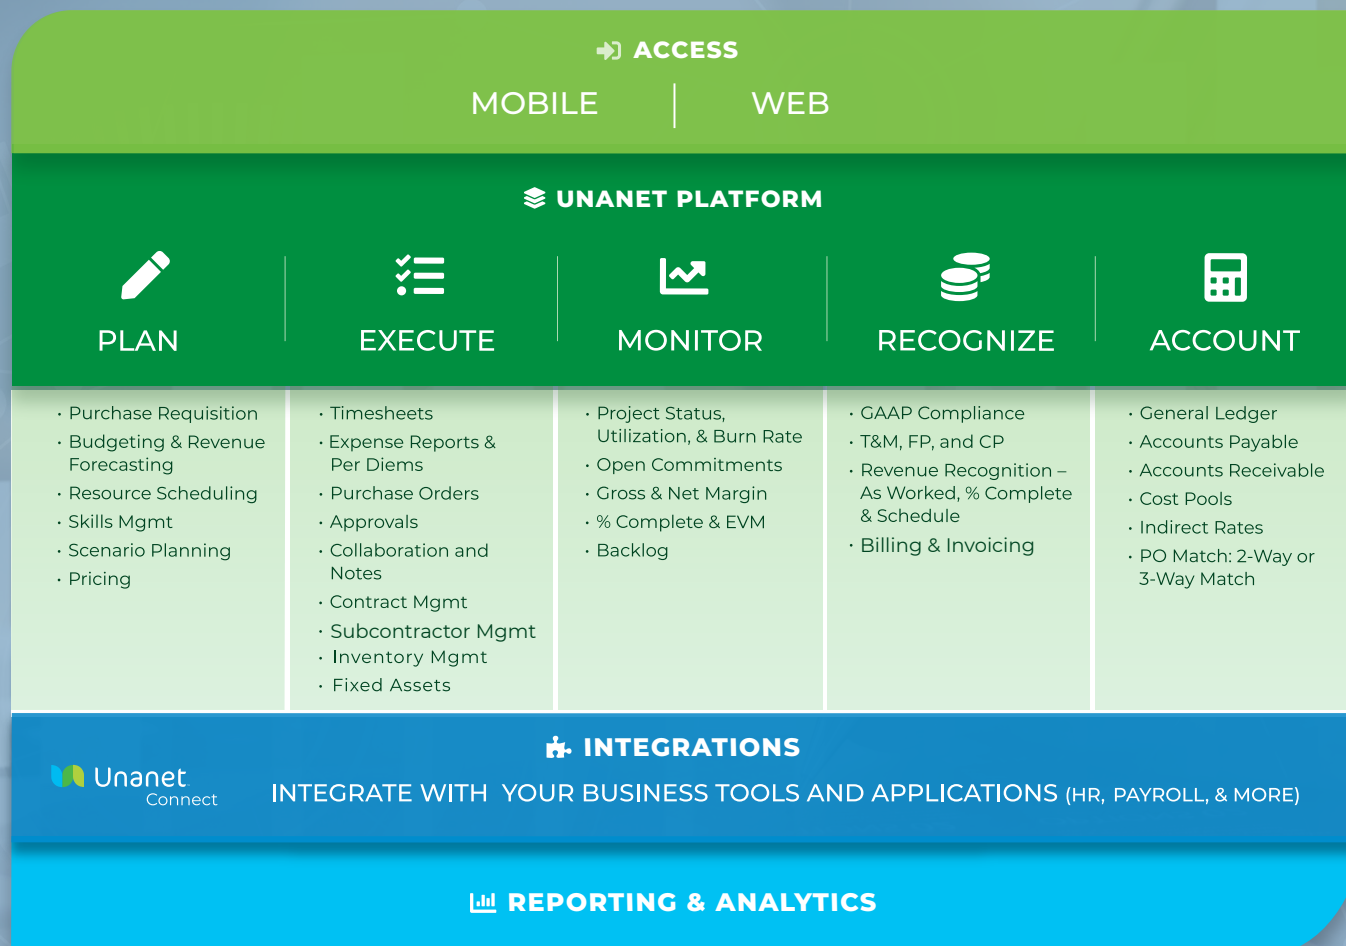 ACCESS
MOBILE | WEB
UNANET PLATFORM
PLAN
EXECUTE
MONITOR
RECOGNIZE
ACCOUNT
· Purchase Requisition
· Budgeting & Revenue
Forecasting
· Resource Scheduling
· Skills Mgmt
· Scenario Planning
· Pricing
· Timesheets
· Expense Reports &
Per Diems
· Purchase Orders
· Approvals
· Collaboration and
Notes
· Contract Mgmt
· Subcontractor Mgmt
· Inventory Mgmt
· Fixed Assets
· Project Status,
Utilization, & Burn Rate
· Open Commitments
· Gross & Net Margin
· % Complete & EVM
· Backlog
· GAAP Compliance
· T&M, FP, and CP
· Revenue Recognition –
As Worked, % Complete
& Schedule
· Billing & Invoicing
· General Ledger
· Accounts Payable
· Accounts Receivable
· Cost Pools
· Indirect Rates
· PO Match: 2-Way or
3-Way Match
INTEGRATIONS
Unanet
Connect
INTEGRATE WITH YOUR BUSINESS TOOLS AND APPLICATIONS (HR, PAYROLL, & MORE)
REPORTING & ANALYTICS